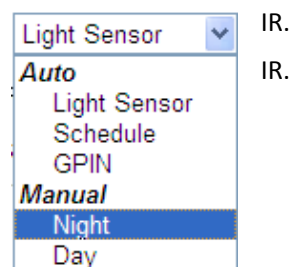 Light Sensor
IR.
Auto
IR.
Light Sensor
Schedule
GPIN
Manual
Night
Day